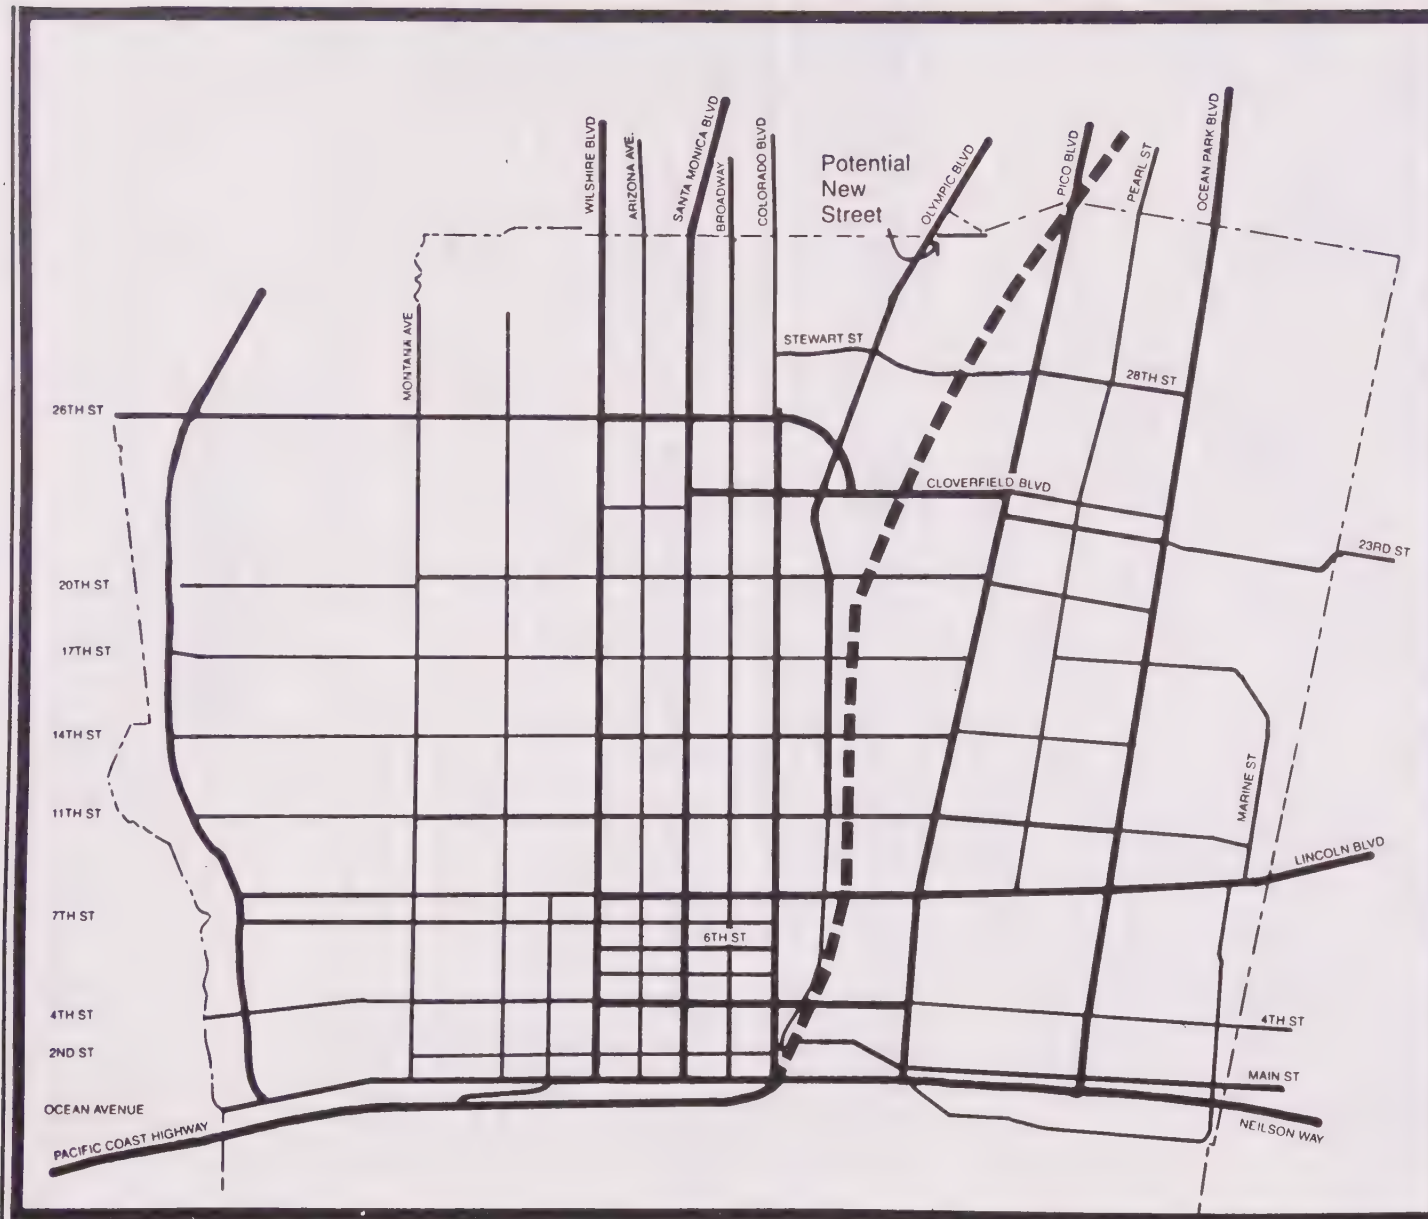 WILSHIRE BLVD
ARIZONA AVE.
SANTA MONICA BLVD
BROADWAY
COLORADO BLVD
Potential
New
Street
OLYMPIC BLVD
PICO BLVD
PEARL ST
OCEAN PARK BLVD
MONTANA AVE
STEWART ST
28TH ST
26TH ST
CLOVERFIELD BLVD
23RD ST
20TH ST
17TH ST
14TH ST
MARINE ST
11TH ST
LINCOLN BLVD
7TH ST
6TH ST
4TH ST
4TH ST
2ND ST
MAIN ST
OCEAN AVENUE
NEILSON WAY
PACIFIC COAST HIGHWAY